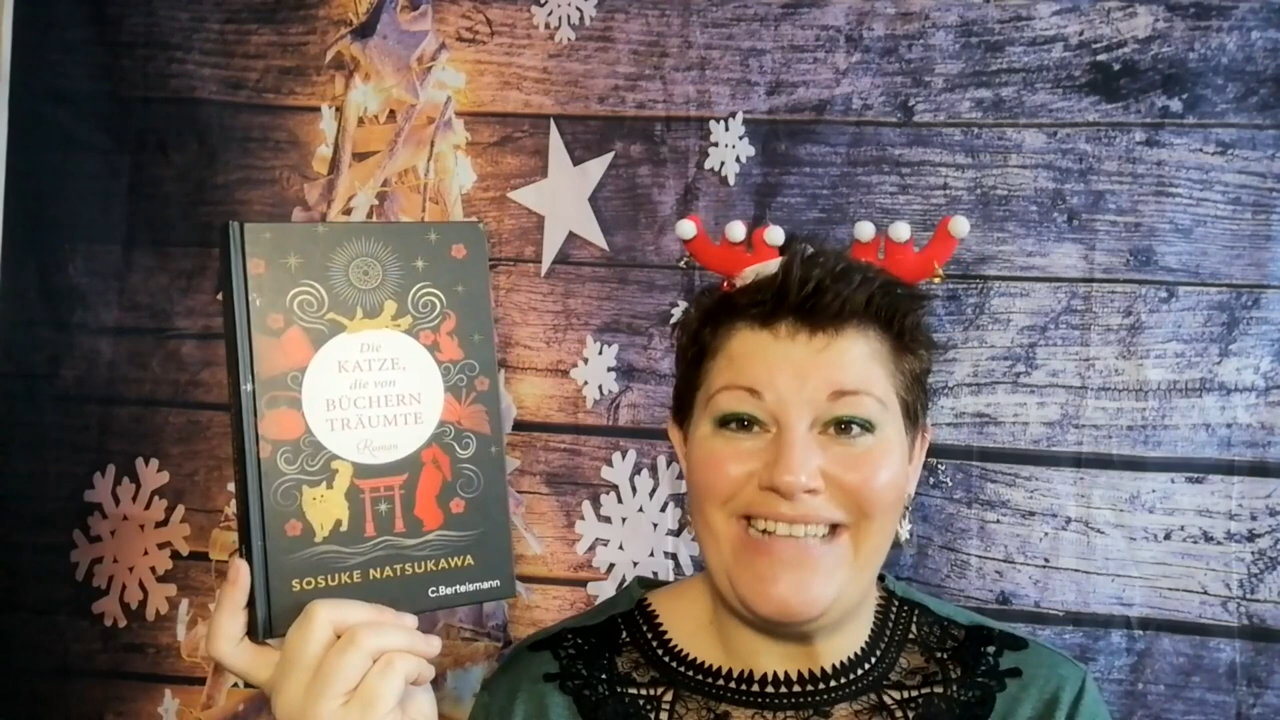 Die
KATZE,
die von
BÜCHERN
TRÄUMTE
Roman
SOSUKE NATSUKAWA
C.Bertelsmann